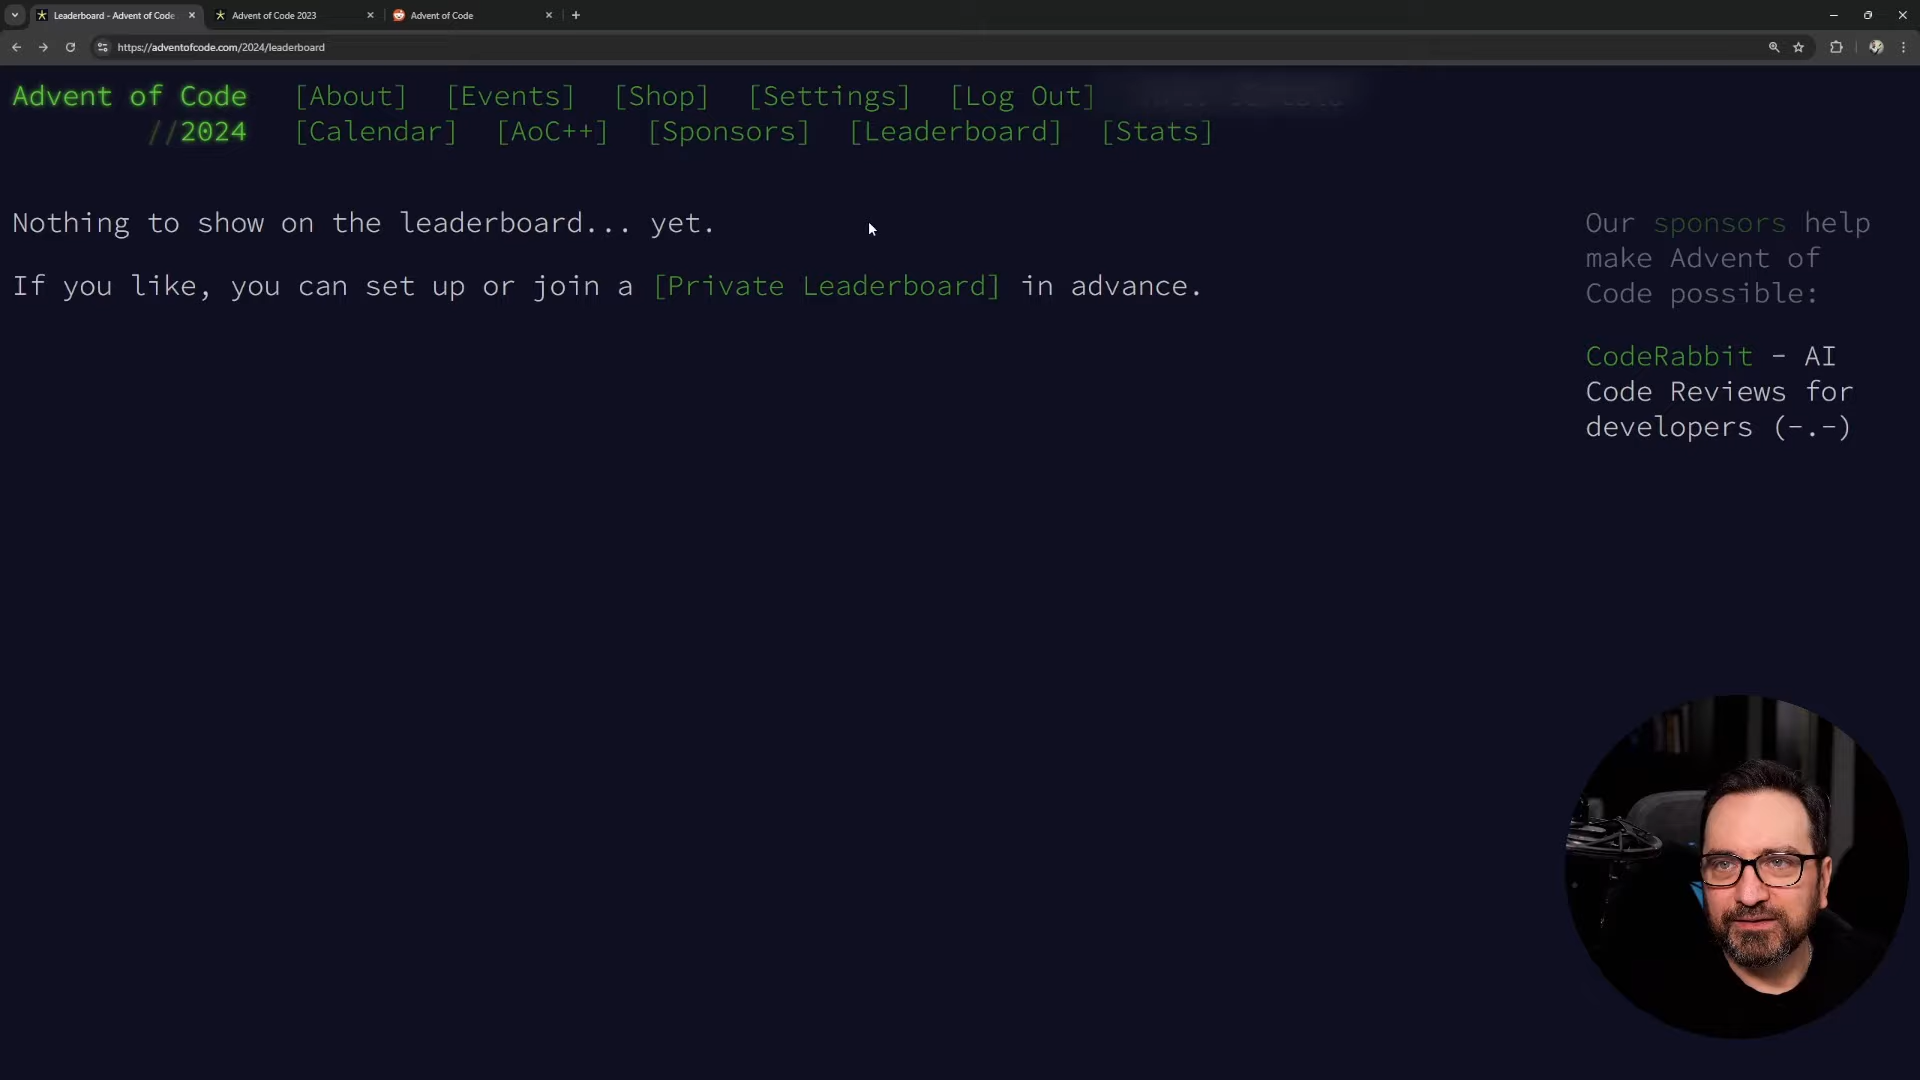 Leaderboard - Advent of Code
Advent of Code 2023
Advent of Code
https://adventofcode.com/2024/leaderboard
Advent of Code [About] [Events] [Shop] [Settings] [Log Out]
//2024 [Calendar] [AoC++] [Sponsors] [Leaderboard] [Stats]
Nothing to show on the leaderboard... yet.
If you like, you can set up or join a [Private Leaderboard] in advance.
Our sponsors help
make Advent of
Code possible:
CodeRabbit - AI
Code Reviews for
developers (-.-)